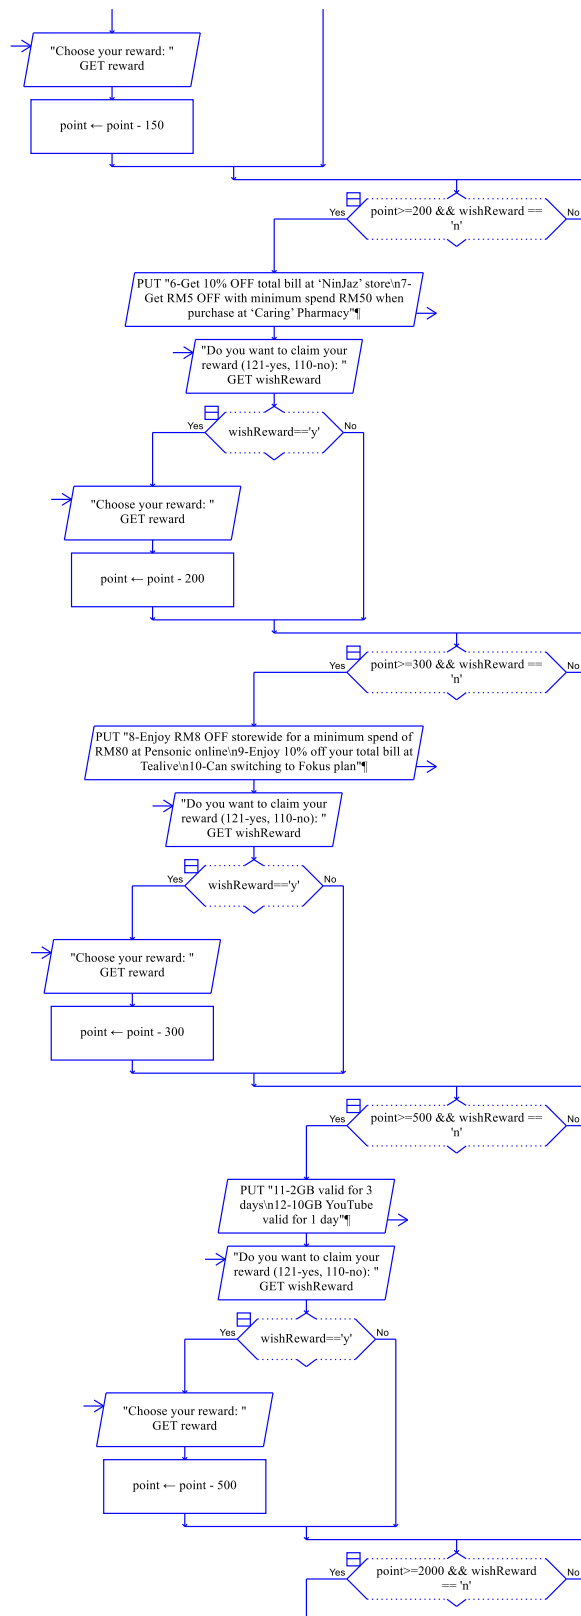 "Choose your reward: "
GET reward
point ← point - 150
point>=200 && wishReward ==
'n'
Yes
No
PUT "6-Get 10% OFF total bill at ‘NinJaz’ store\n7-
Get RM5 OFF with minimum spend RM50 when
purchase at ‘Caring’ Pharmacy"¶
"Do you want to claim your
reward (121-yes, 110-no): "
GET wishReward
Yes
wishReward=='y'
No
"Choose your reward: "
GET reward
point ← point - 200
point>=300 && wishReward ==
'n'
Yes
No
PUT "8-Enjoy RM8 OFF storewide for a minimum spend of
RM80 at Pensonic online\n9-Enjoy 10% off your total bill at
Tealive\n10-Can switching to Fokus plan"¶
"Do you want to claim your
reward (121-yes, 110-no): "
GET wishReward
Yes
wishReward=='y'
No
"Choose your reward: "
GET reward
point ← point - 300
point>=500 && wishReward ==
'n'
Yes
No
PUT "11-2GB valid for 3
days\n12-10GB YouTube
valid for 1 day"¶
"Do you want to claim your
reward (121-yes, 110-no): "
GET wishReward
Yes
wishReward=='y'
No
"Choose your reward: "
GET reward
point ← point - 500
point>=2000 && wishReward
== 'n'
Yes
No